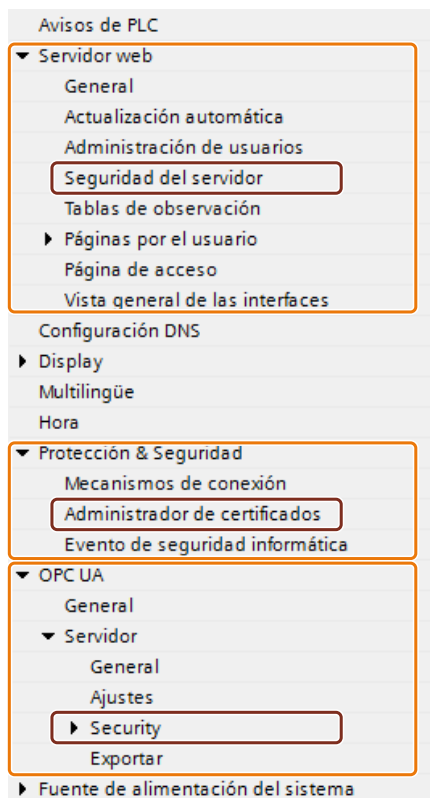 Avisos de PLC
Servidor web
General
Actualización automática
Administración de usuarios
Seguridad del servidor
Tablas de observación
Páginas por el usuario
Página de acceso
Vista general de las interfaces
Configuración DNS
Display
Multilingüe
Hora
Protección & Seguridad
Mecanismos de conexión
Administrador de certificados
Evento de seguridad informática
OPC UA
General
Servidor
General
Ajustes
Security
Exportar
Fuente de alimentación del sistema